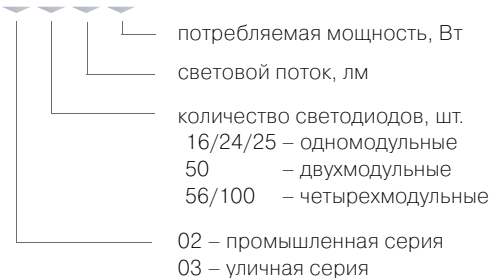 потребляемая мощность, Вт
световой поток, лм
количество светодиодов, шт.
16/24/25 – одномодульные
50 – двухмодульные
56/100 – четырехмодульные
02 – промышленная серия
03 – уличная серия